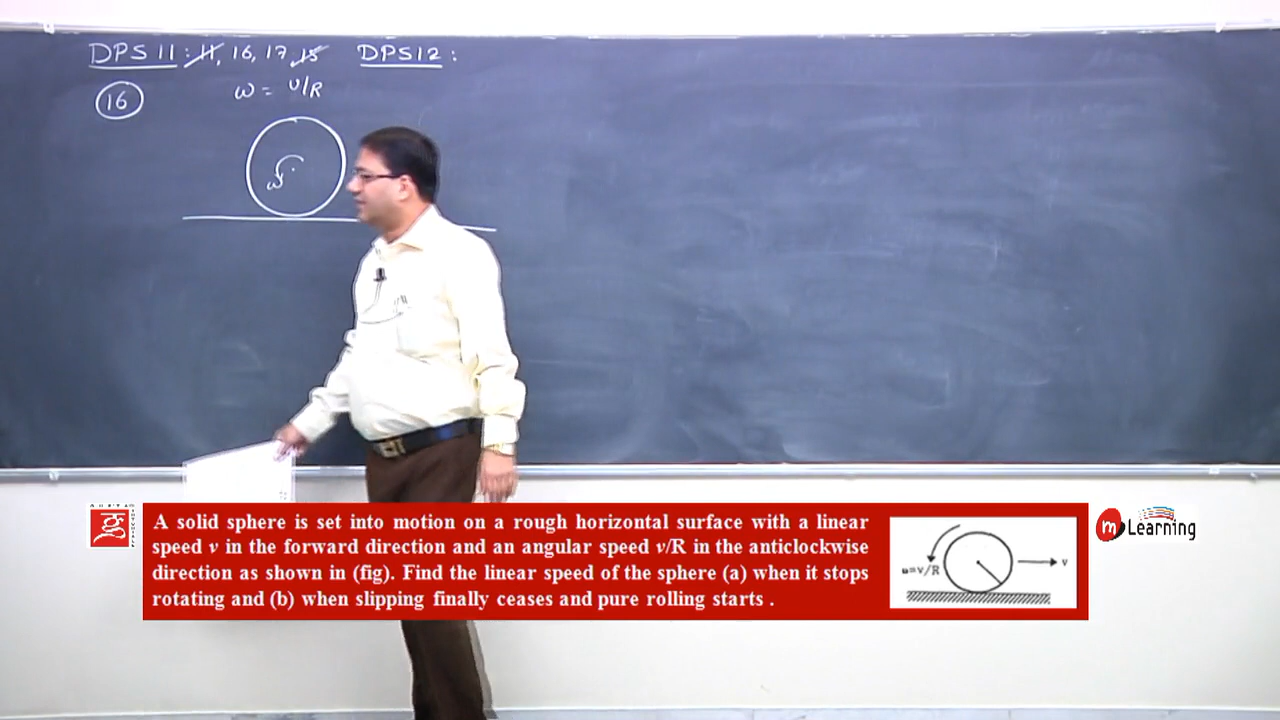 DPS 11 : 11, 16, 17, 15 DPS 12 :
16
ω = v/R
ω
A solid sphere is set into motion on a rough horizontal surface with a linear
speed v in the forward direction and an angular speed v/R in the anticlockwise
direction as shown in (fig). Find the linear speed of the sphere (a) when it stops
rotating and (b) when slipping finally ceases and pure rolling starts .
ω=v/R
v
m Learning